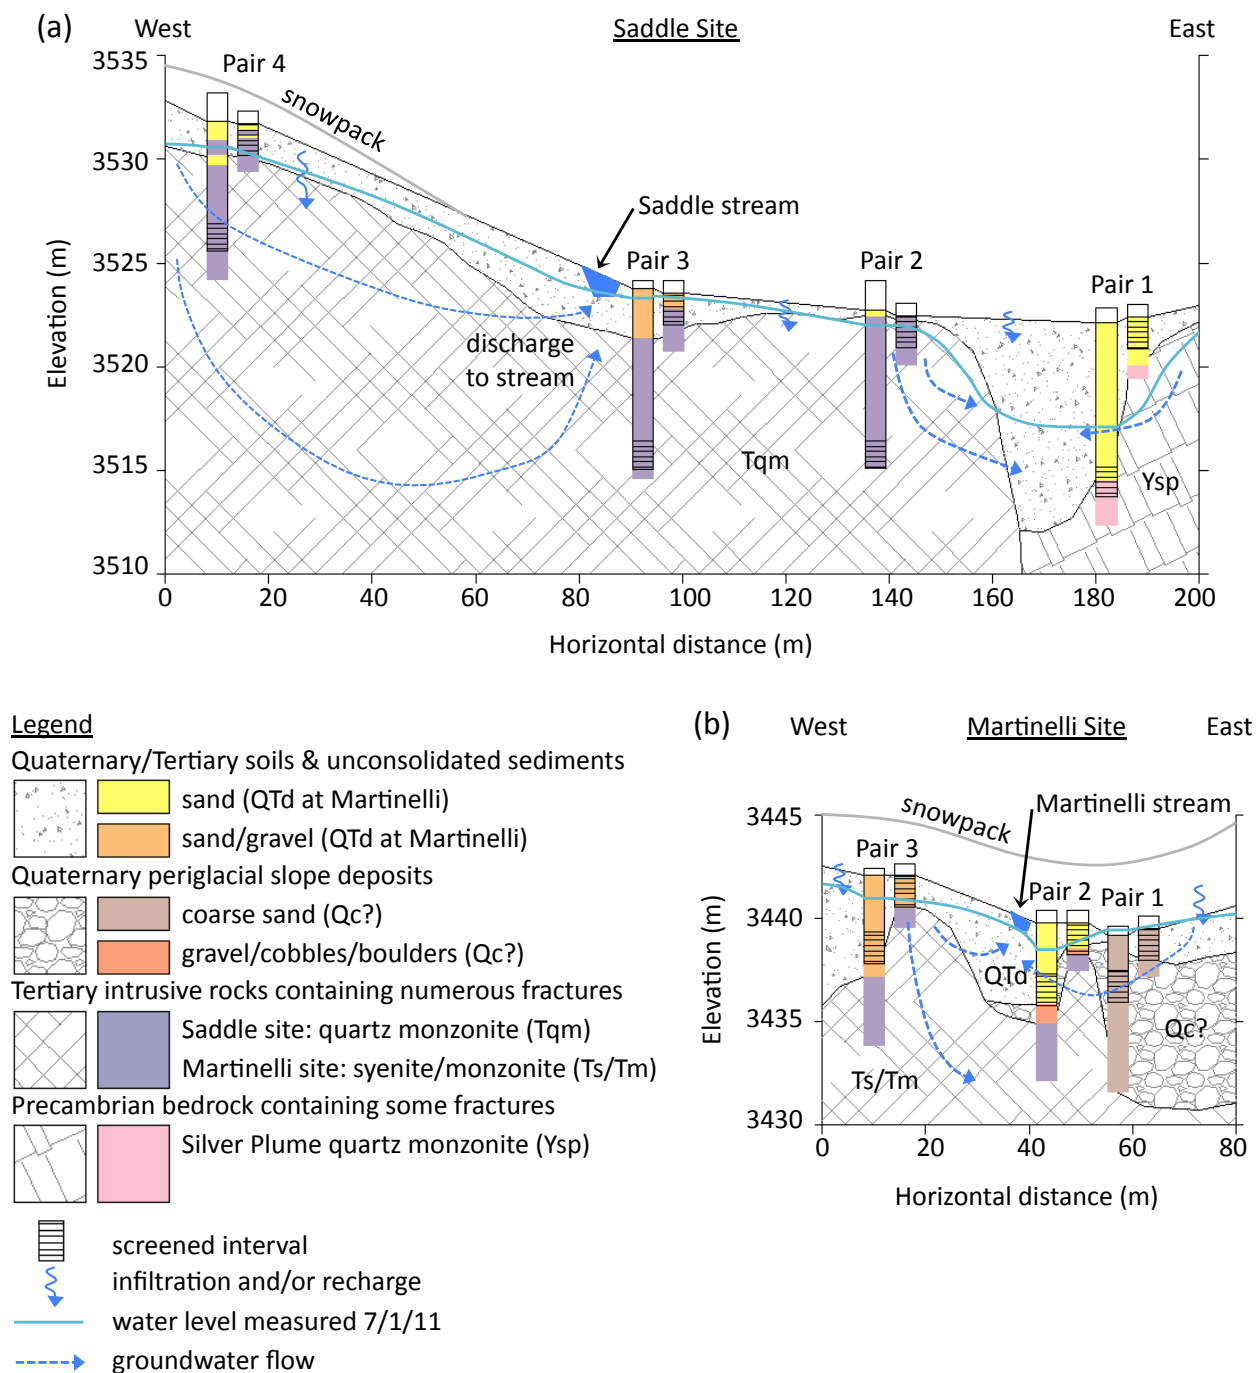 (a) West Saddle Site East
3535
3530
3525
3520
3515
3510
Elevation (m)
Pair 4
snowpack
Saddle stream
Pair 3
Pair 2
Pair 1
discharge
to stream
Tqm
Ysp
0 20 40 60 80 100 120 140 160 180 200
Horizontal distance (m)
Legend
Quaternary/Tertiary soils & unconsolidated sediments
sand (QTd at Martinelli)
sand/gravel (QTd at Martinelli)
Quaternary periglacial slope deposits
coarse sand (Qc?)
gravel/cobbles/boulders (Qc?)
Tertiary intrusive rocks containing numerous fractures
Saddle site: quartz monzonite (Tqm)
Martinelli site: syenite/monzonite (Ts/Tm)
Precambrian bedrock containing some fractures
Silver Plume quartz monzonite (Ysp)
screened interval
infiltration and/or recharge
water level measured 7/1/11
groundwater flow
(b) West Martinelli Site East
3445
3440
3435
3430
Elevation (m)
snowpack
Martinelli stream
Pair 3
Pair 2
Pair 1
QTd
Qc?
Ts/Tm
0 20 40 60 80
Horizontal distance (m)